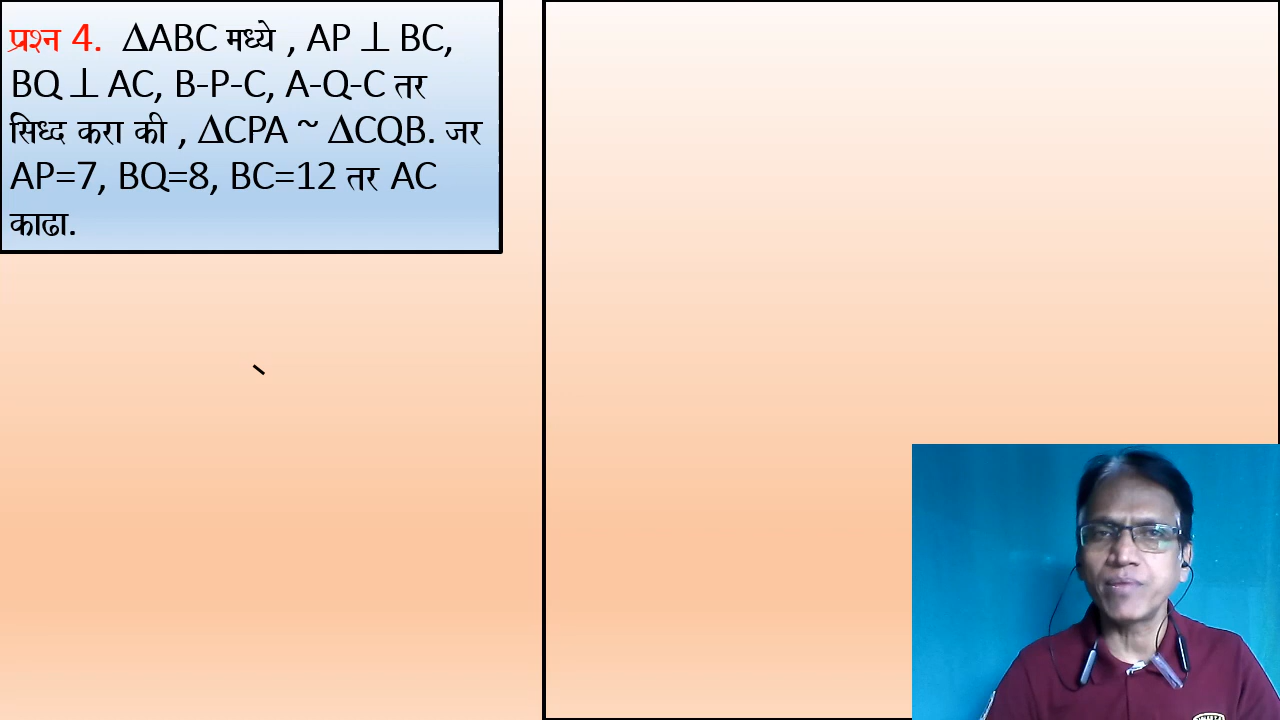 प्रश्न 4. ΔABC मध्ये , AP ⊥ BC,
BQ ⊥ AC, B-P-C, A-Q-C तर
सिध्द करा की , ΔCPA ~ ΔCQB. जर
AP=7, BQ=8, BC=12 तर AC
काढा.